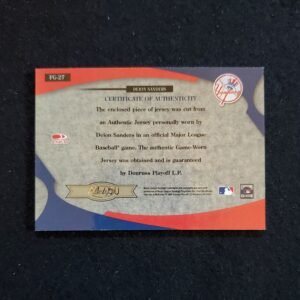 FG-27
DEION SANDERS
CERTIFICATE OF AUTHENTICITY
The enclosed piece of jersey was cut from
an Authentic Jersey personally worn by
Deion Sanders in an official Major League
Baseball® game. The authentic Game-Worn
Jersey was obtained and is guaranteed
by Donruss Playoff L.P.